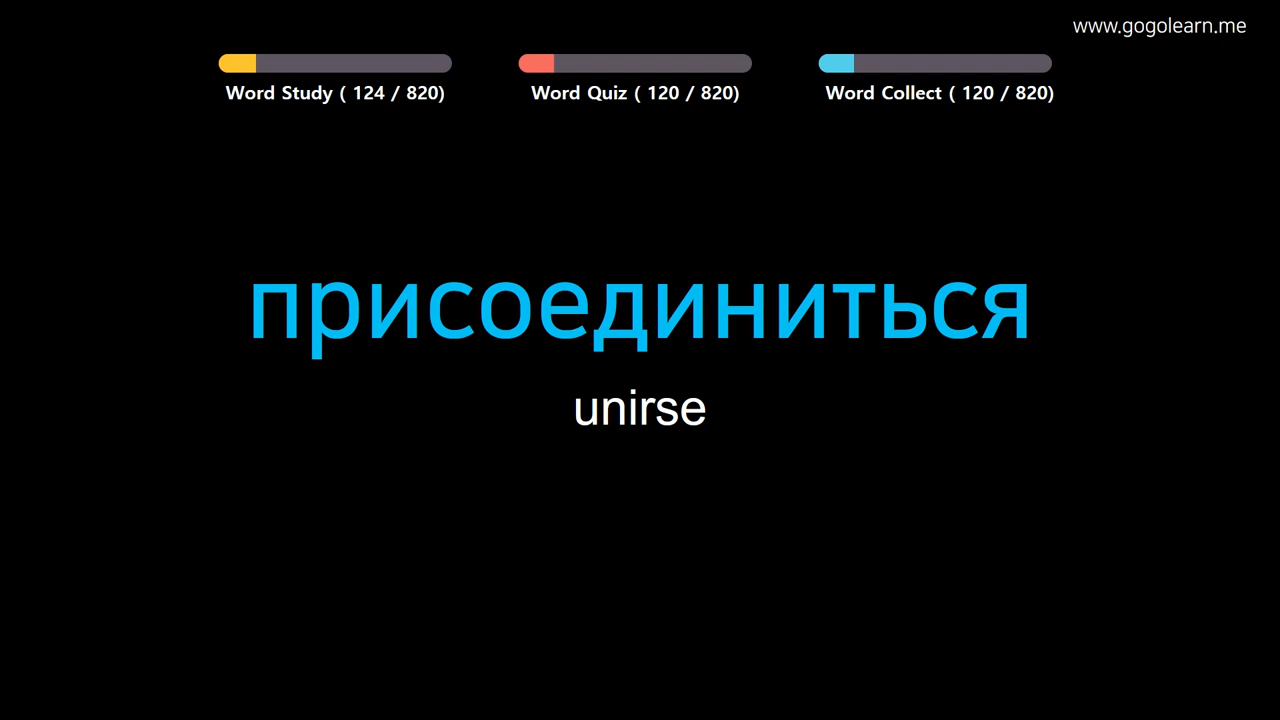 www.gogolearn.me
Word Study ( 124 / 820)
Word Quiz ( 120 / 820)
Word Collect ( 120 / 820)
присоединиться
unirse